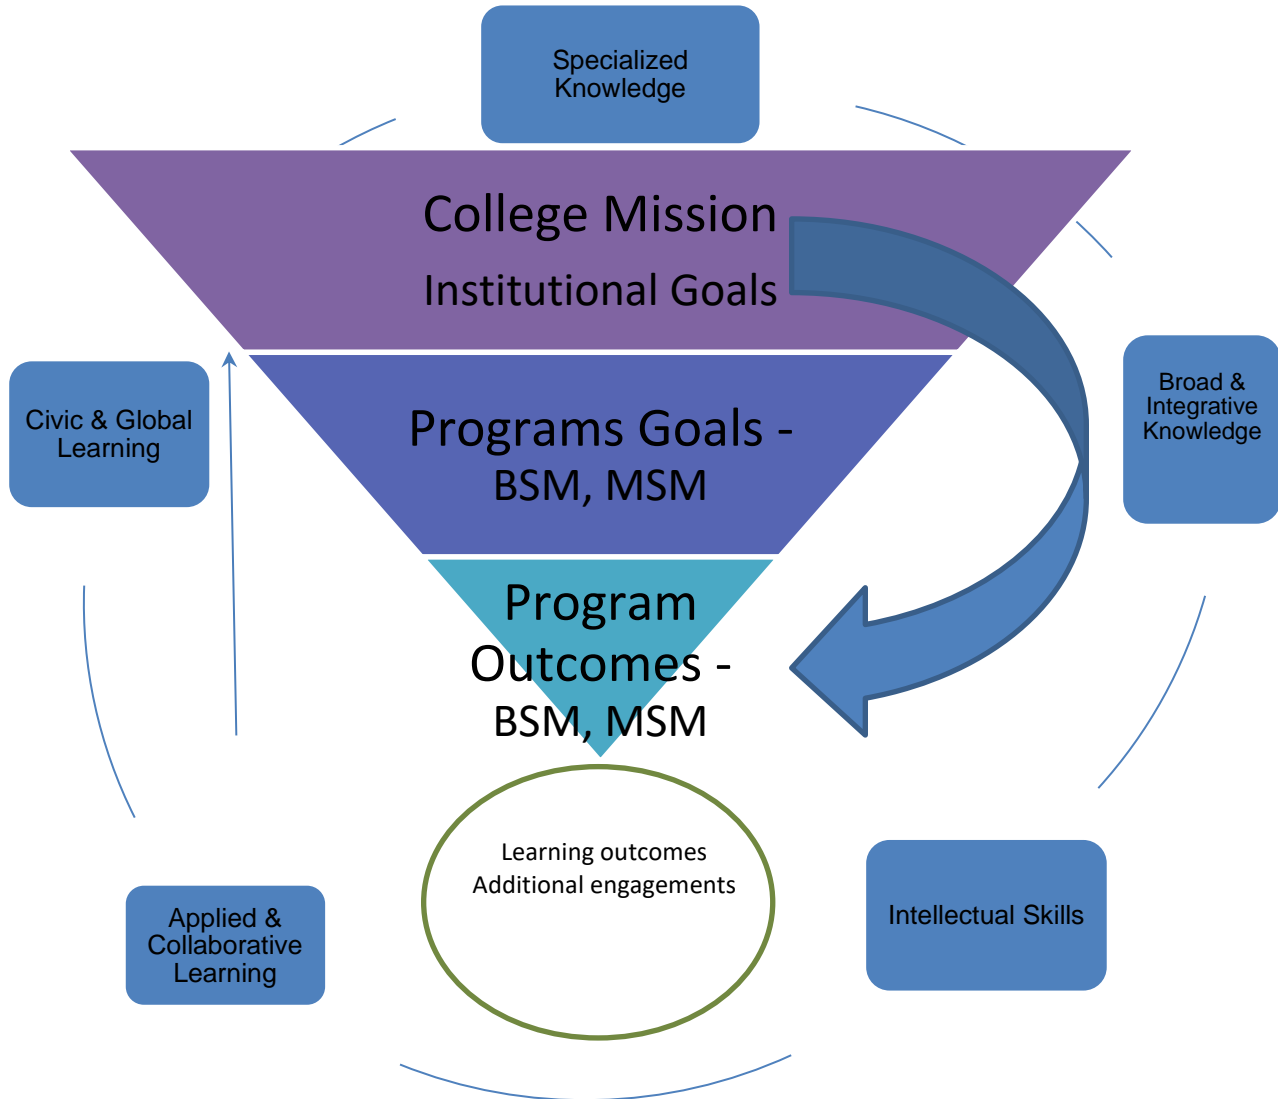 Specialized
Knowledge
College Mission
Institutional Goals
Civic & Global
Learning
Programs Goals -
BSM, MSM
Broad &
Integrative
Knowledge
Program
Outcomes -
BSM, MSM
Learning outcomes
Additional engagements
Applied &
Collaborative
Learning
Intellectual Skills